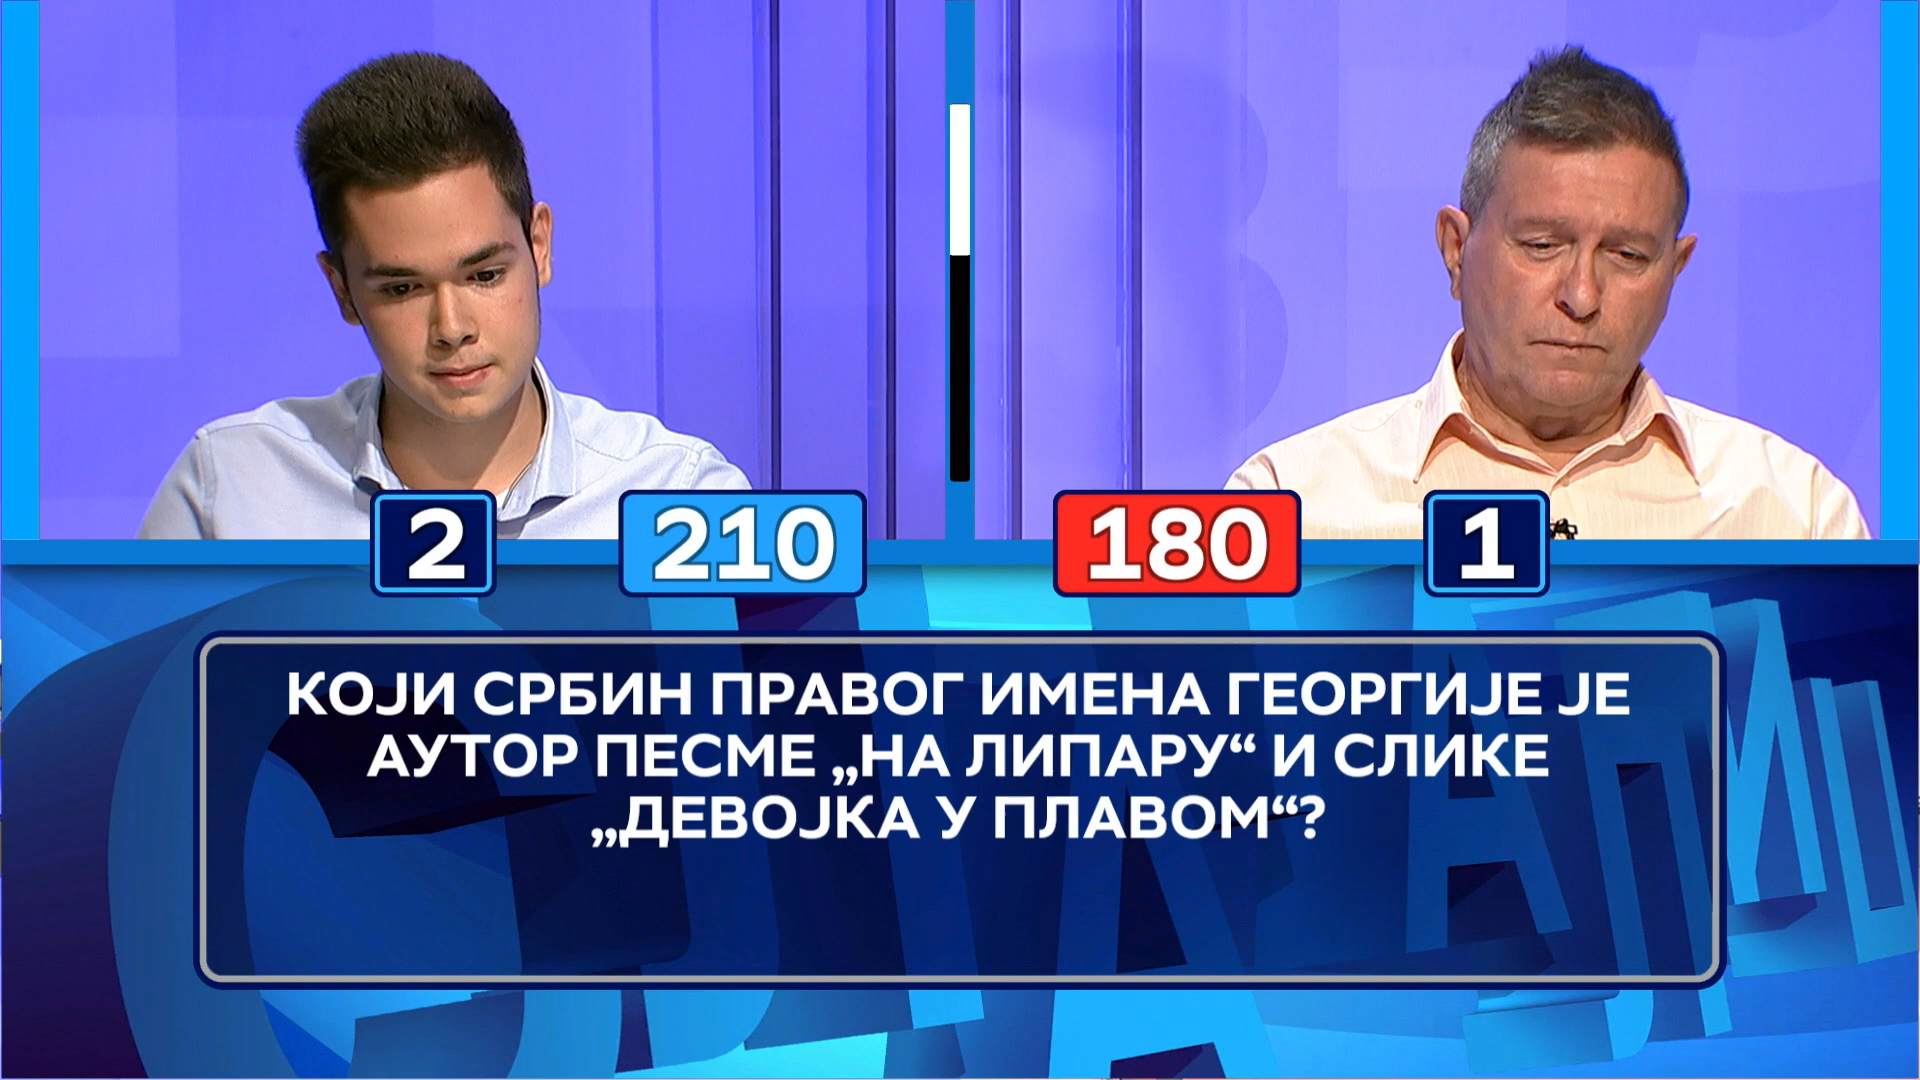 2 210 180 1
КОЈИ СРБИН ПРАВОГ ИМЕНА ГЕОРГИЈЕ ЈЕ
АУТОР ПЕСМЕ „НА ЛИПАРУ“ И СЛИКЕ
„ДЕВОЈКА У ПЛАВОМ“?